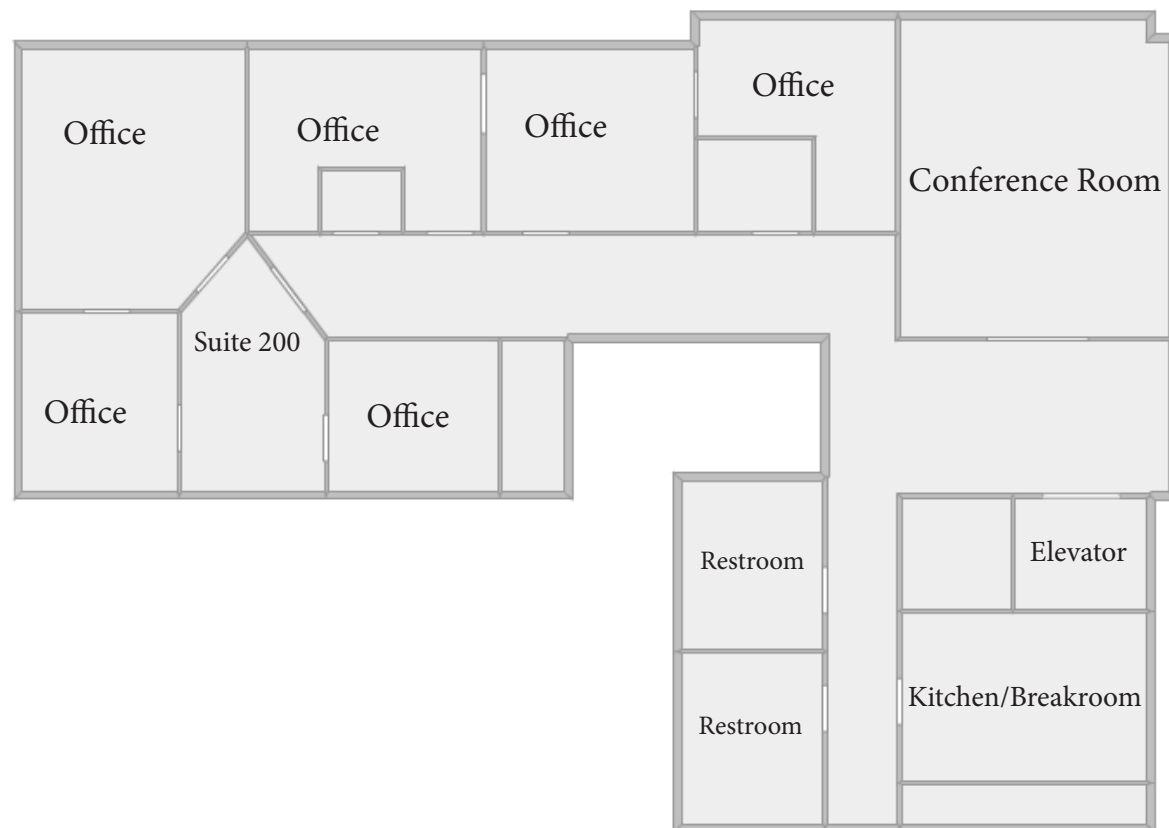 Office
Office
Office
Office
Conference Room
Suite 200
Office
Office
Restroom
Elevator
Restroom
Kitchen/Breakroom